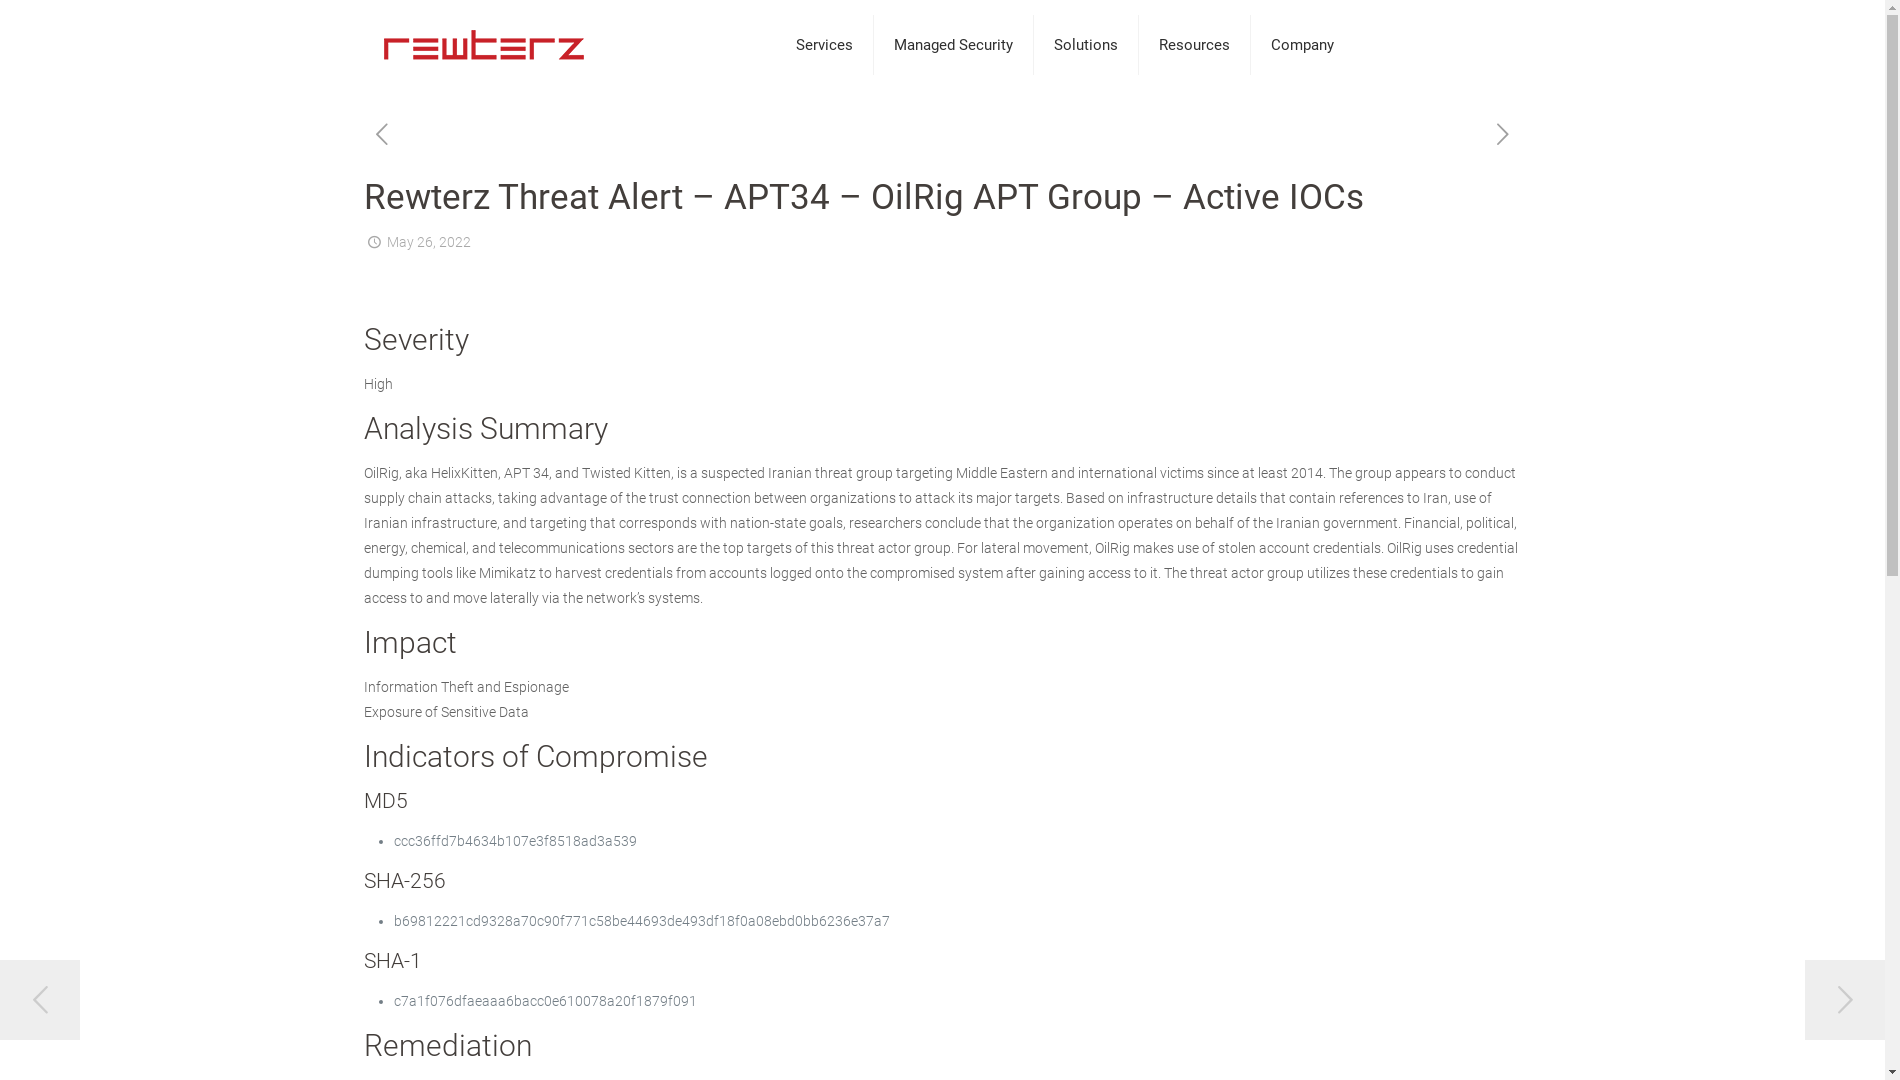 rewterz
Services
Managed Security
Solutions
Resources
Company
Rewterz Threat Alert – APT34 – OilRig APT Group – Active IOCs
May 26, 2022
Severity
High
Analysis Summary
OilRig, aka HelixKitten, APT 34, and Twisted Kitten, is a suspected Iranian threat group targeting Middle Eastern and international victims since at least 2014. The group appears to conduct
supply chain attacks, taking advantage of the trust connection between organizations to attack its major targets. Based on infrastructure details that contain references to Iran, use of
Iranian infrastructure, and targeting that corresponds with nation-state goals, researchers conclude that the organization operates on behalf of the Iranian government. Financial, political,
energy, chemical, and telecommunications sectors are the top targets of this threat actor group. For lateral movement, OilRig makes use of stolen account credentials. OilRig uses credential
dumping tools like Mimikatz to harvest credentials from accounts logged onto the compromised system after gaining access to it. The threat actor group utilizes these credentials to gain
access to and move laterally via the network’s systems.
Impact
Information Theft and Espionage
Exposure of Sensitive Data
Indicators of Compromise
MD5
• ccc36ffd7b4634b107e3f8518ad3a539
SHA-256
• b69812221cd9328a70c90f771c58be44693de493df18f0a08ebd0bb6236e37a7
SHA-1
• c7a1f076dfaeaaa6bacc0e610078a20f1879f091
Remediation